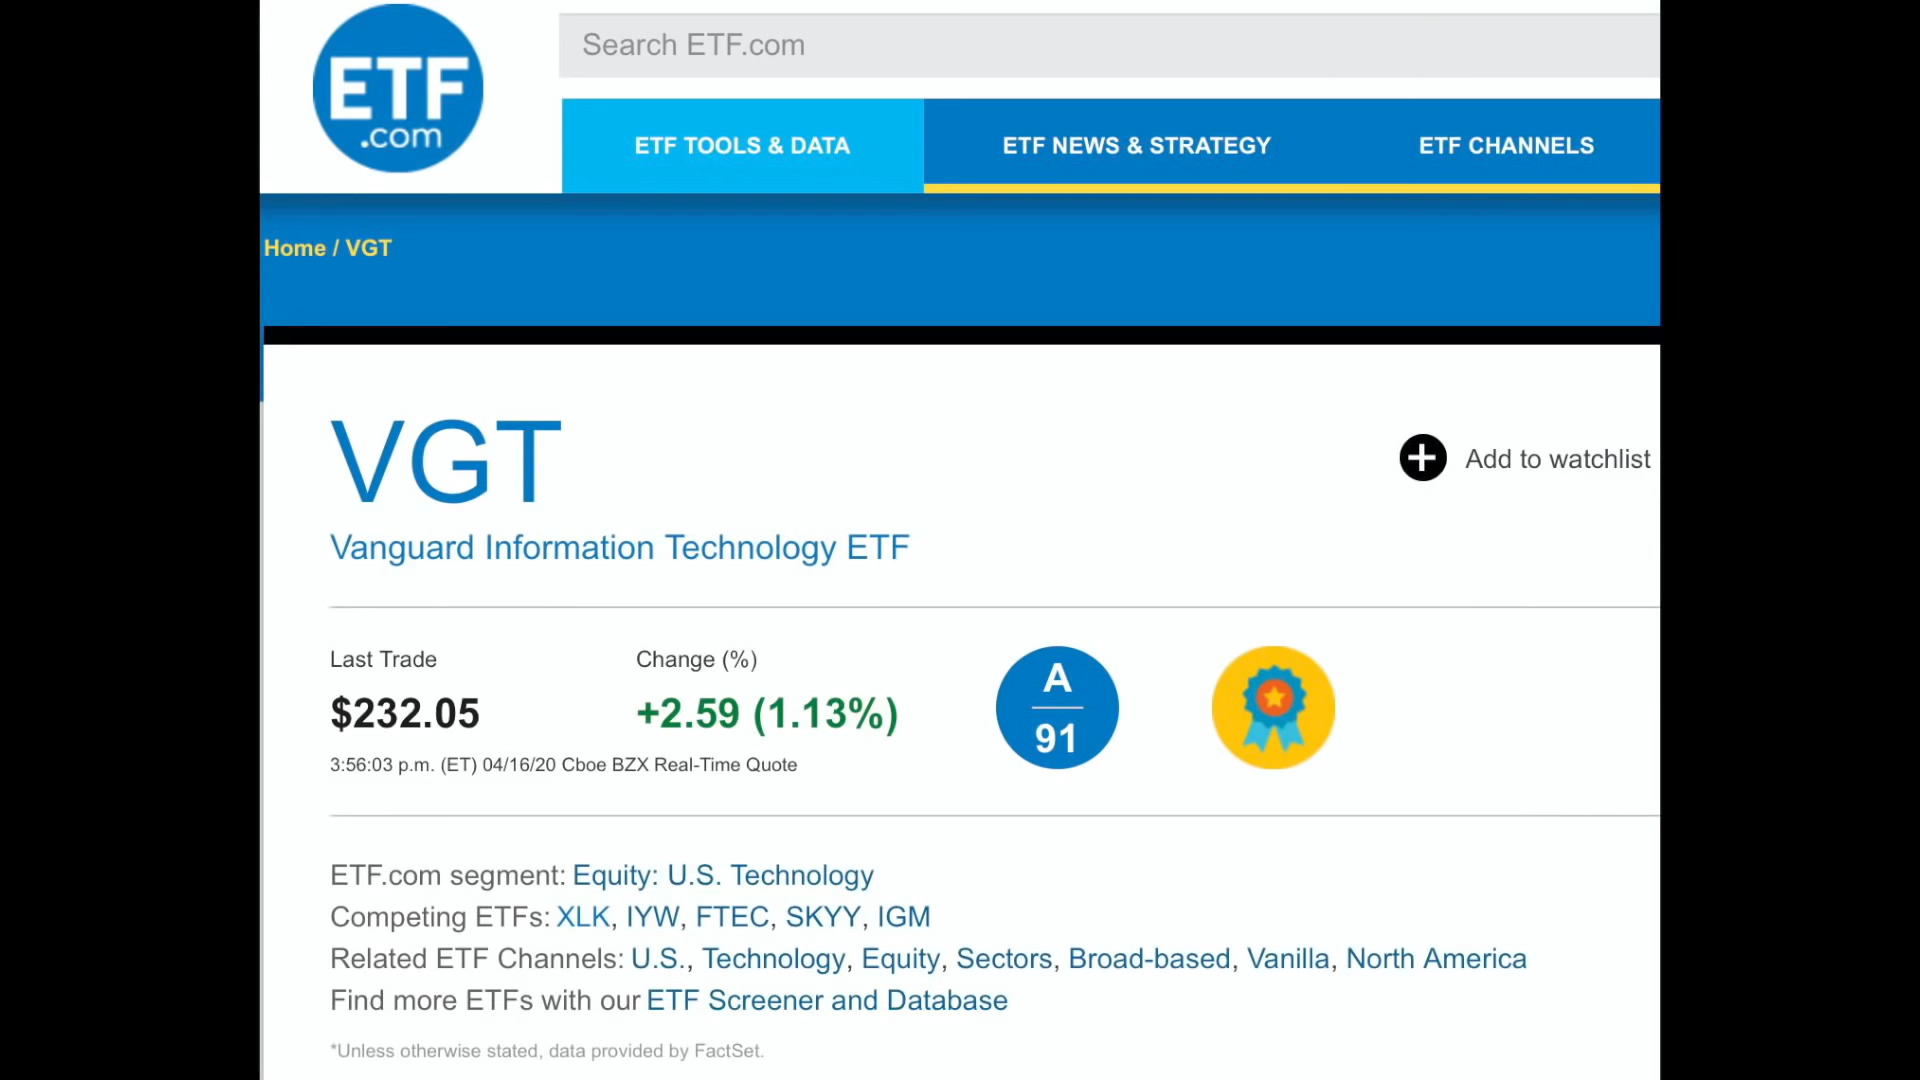 ETF
.com
Search ETF.com
ETF TOOLS & DATA
ETF NEWS & STRATEGY
ETF CHANNELS
Home / VGT
VGT
Add to watchlist
Vanguard Information Technology ETF
Last Trade
Change (%)
$232.05
+2.59 (1.13%)
A
91
3:56:03 p.m. (ET) 04/16/20 Cboe BZX Real-Time Quote
ETF.com segment: Equity: U.S. Technology
Competing ETFs: XLK, IYW, FTEC, SKYY, IGM
Related ETF Channels: U.S., Technology, Equity, Sectors, Broad-based, Vanilla, North America
Find more ETFs with our ETF Screener and Database
*Unless otherwise stated, data provided by FactSet.